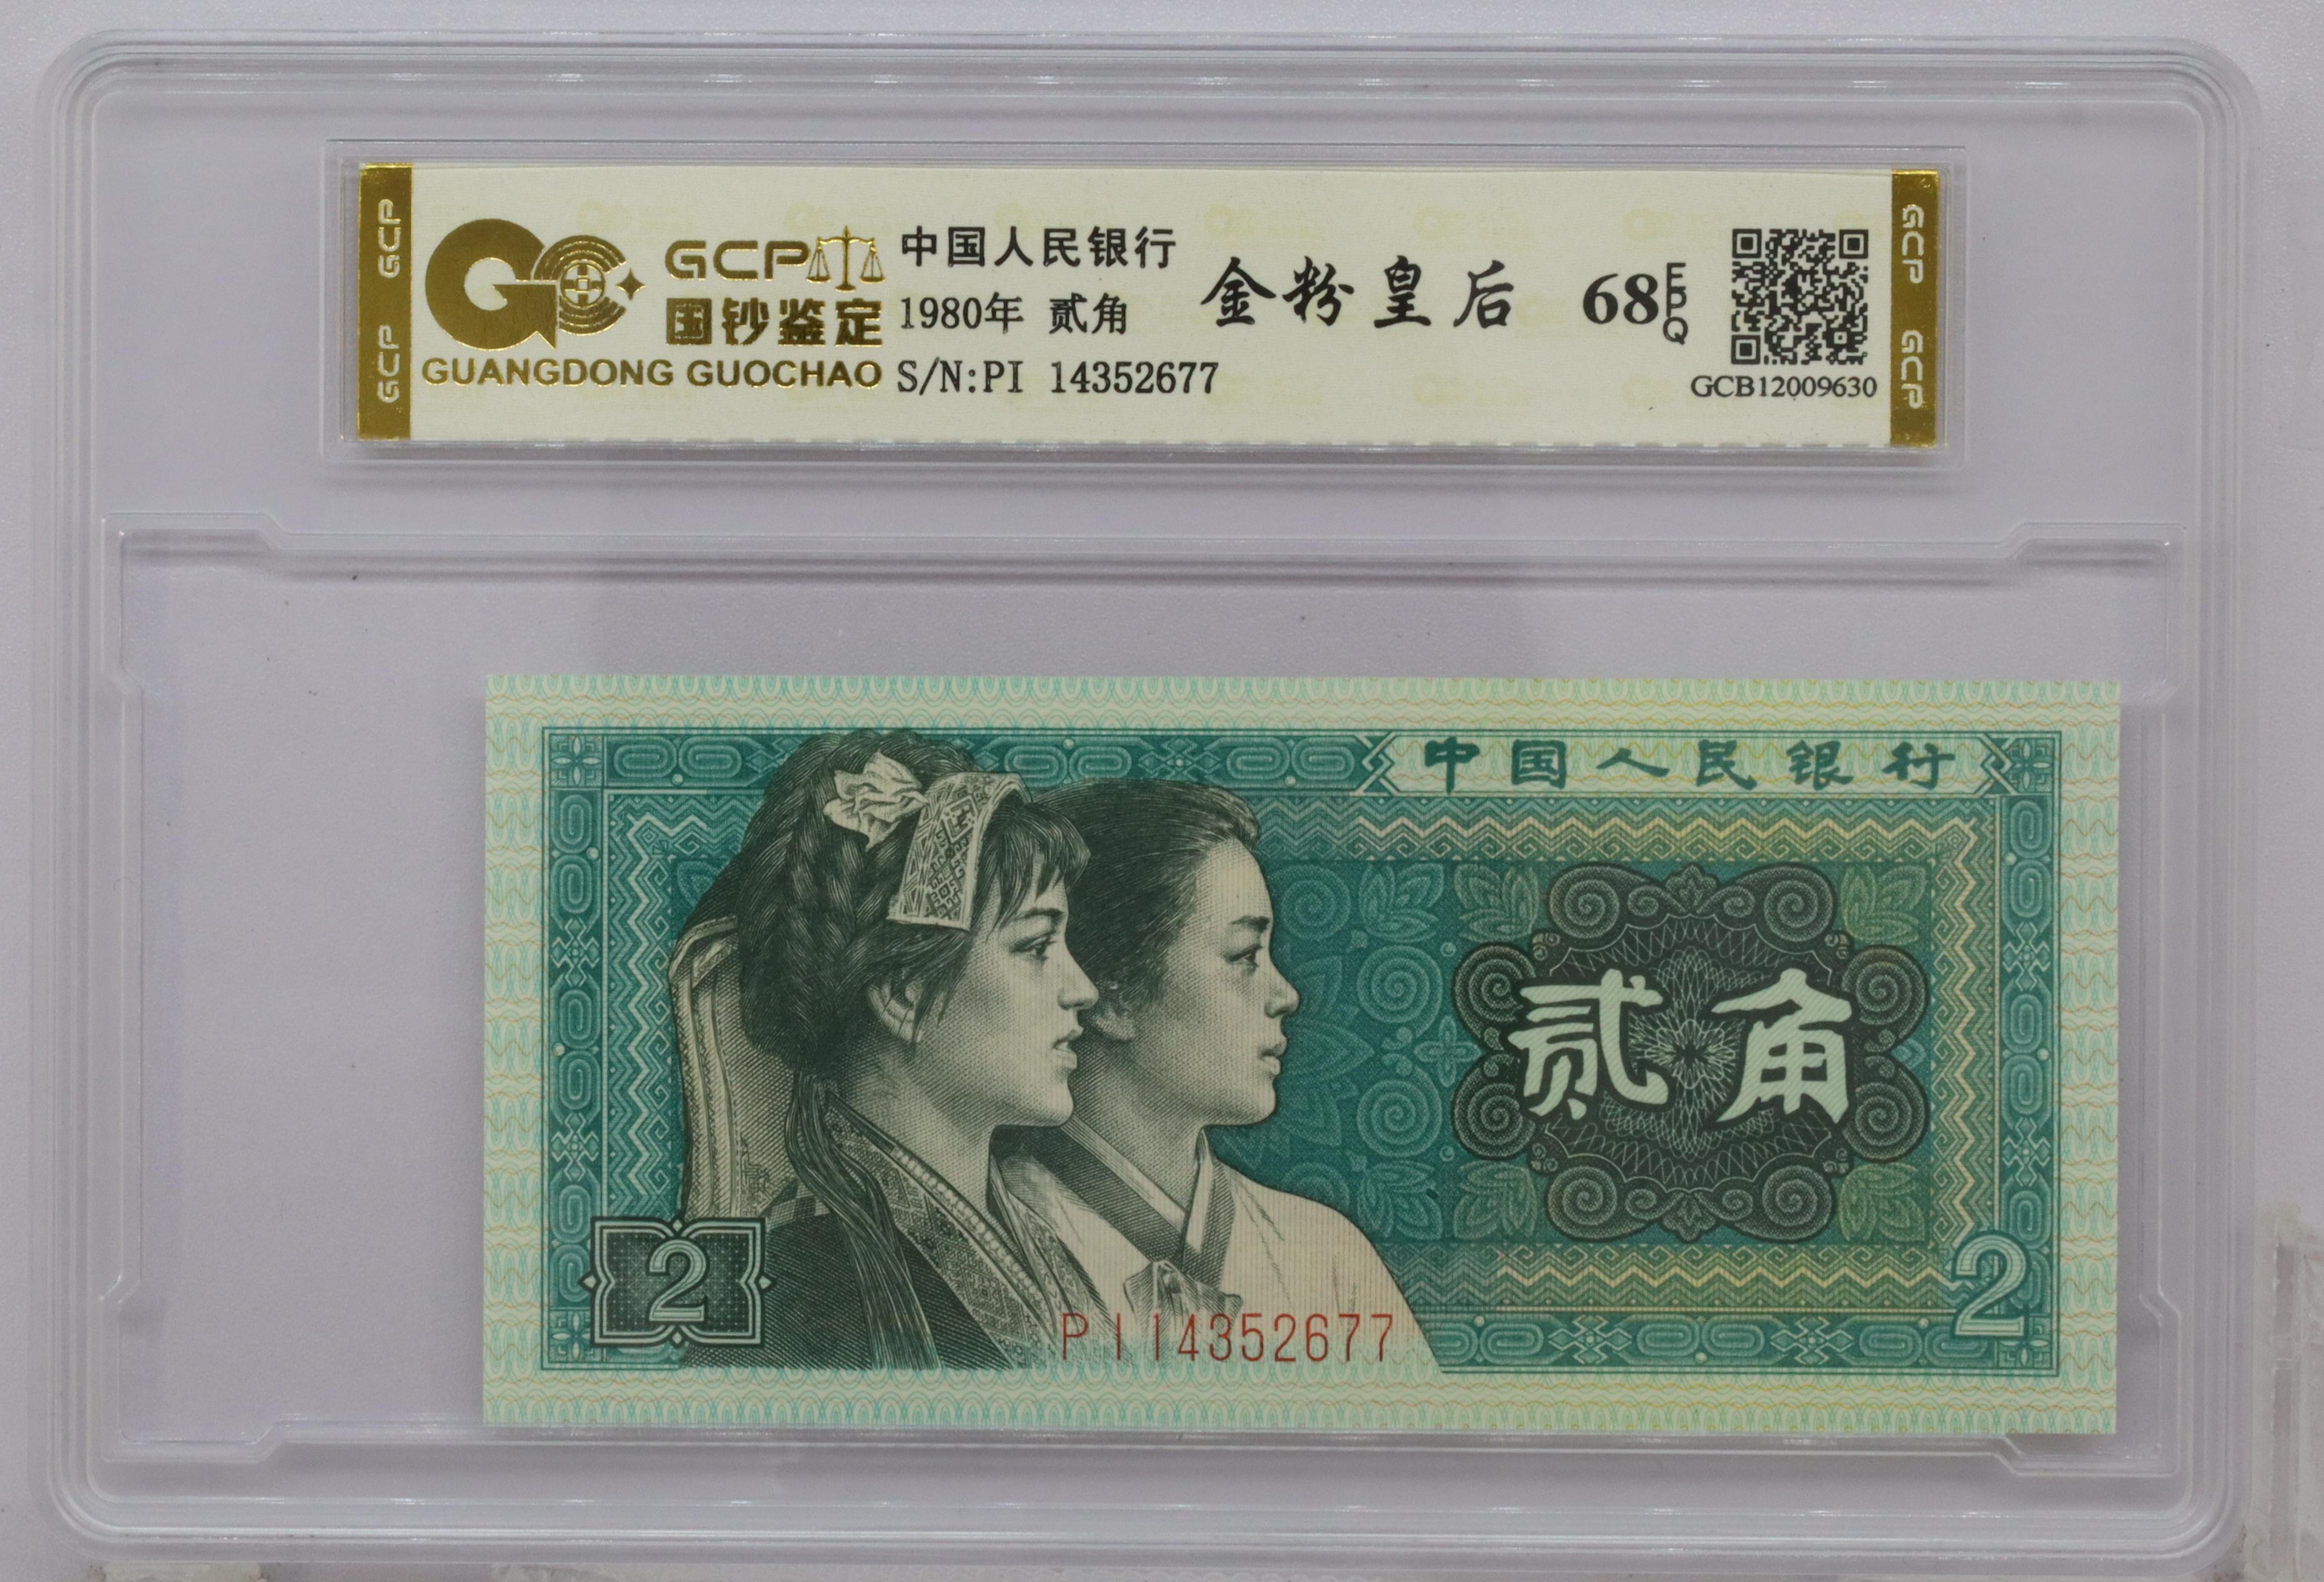 GCP GCP
GCP
国钞鉴定
GUANGDONG GUOCHAO
中国人民银行
1980年 贰角
S/N:PI 14352677
金粉皇后
68 EPQ
GCB12009630
GCP GCP
中国人民银行
贰角
2
PI14352677
2